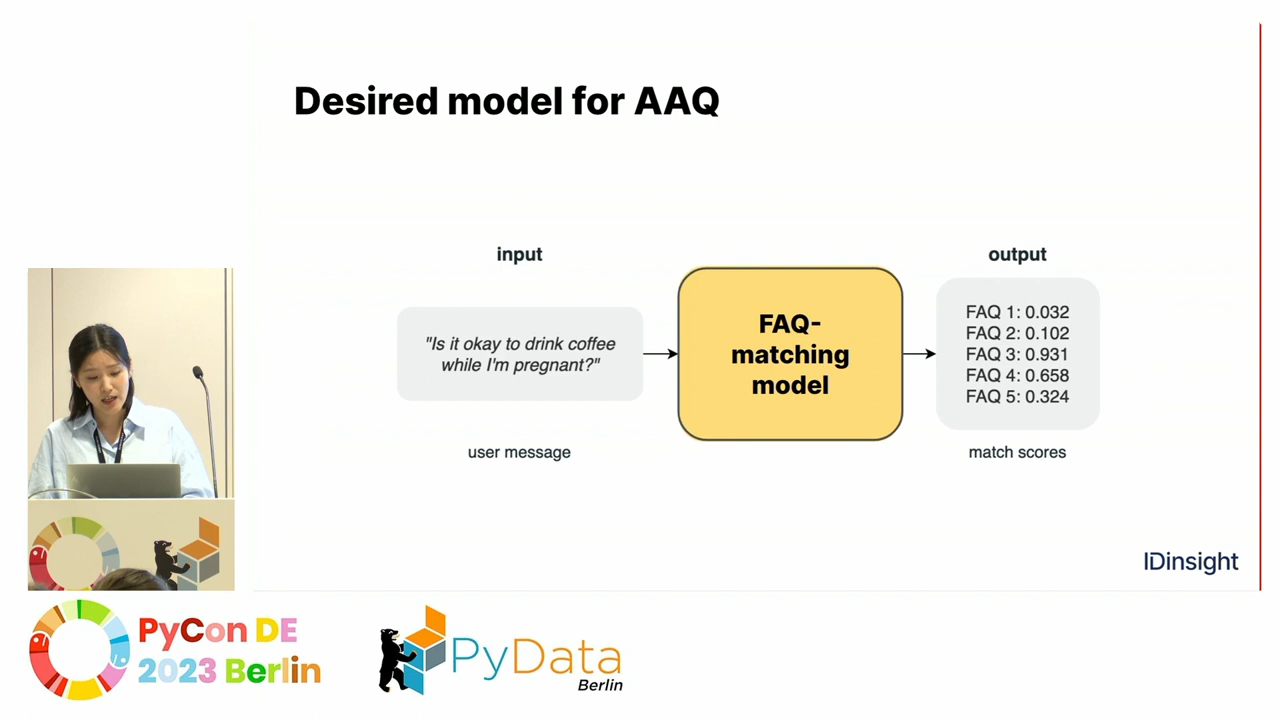 Desired model for AAQ
input
"Is it okay to drink coffee
while I'm pregnant?"
user message
FAQ-
matching
model
output
FAQ 1: 0.032
FAQ 2: 0.102
FAQ 3: 0.931
FAQ 4: 0.658
FAQ 5: 0.324
match scores
IDinsight
PyCon DE
2023 Berlin
PyData
Berlin